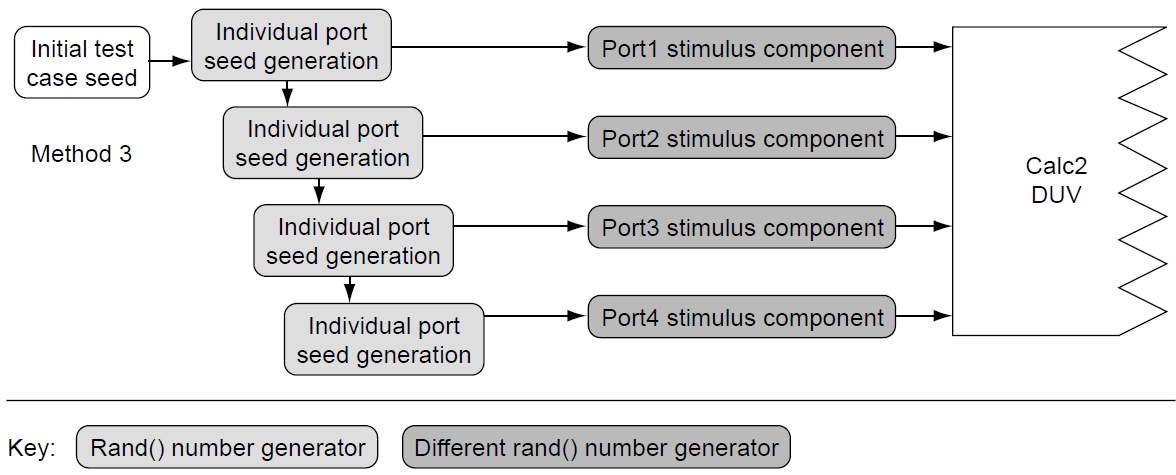 Initial test
case seed
Individual port
seed generation
Port1 stimulus component
Individual port
seed generation
Port2 stimulus component
Method 3
Calc2
DUV
Individual port
seed generation
Port3 stimulus component
Individual port
seed generation
Port4 stimulus component
Key:
Rand() number generator
Different rand() number generator